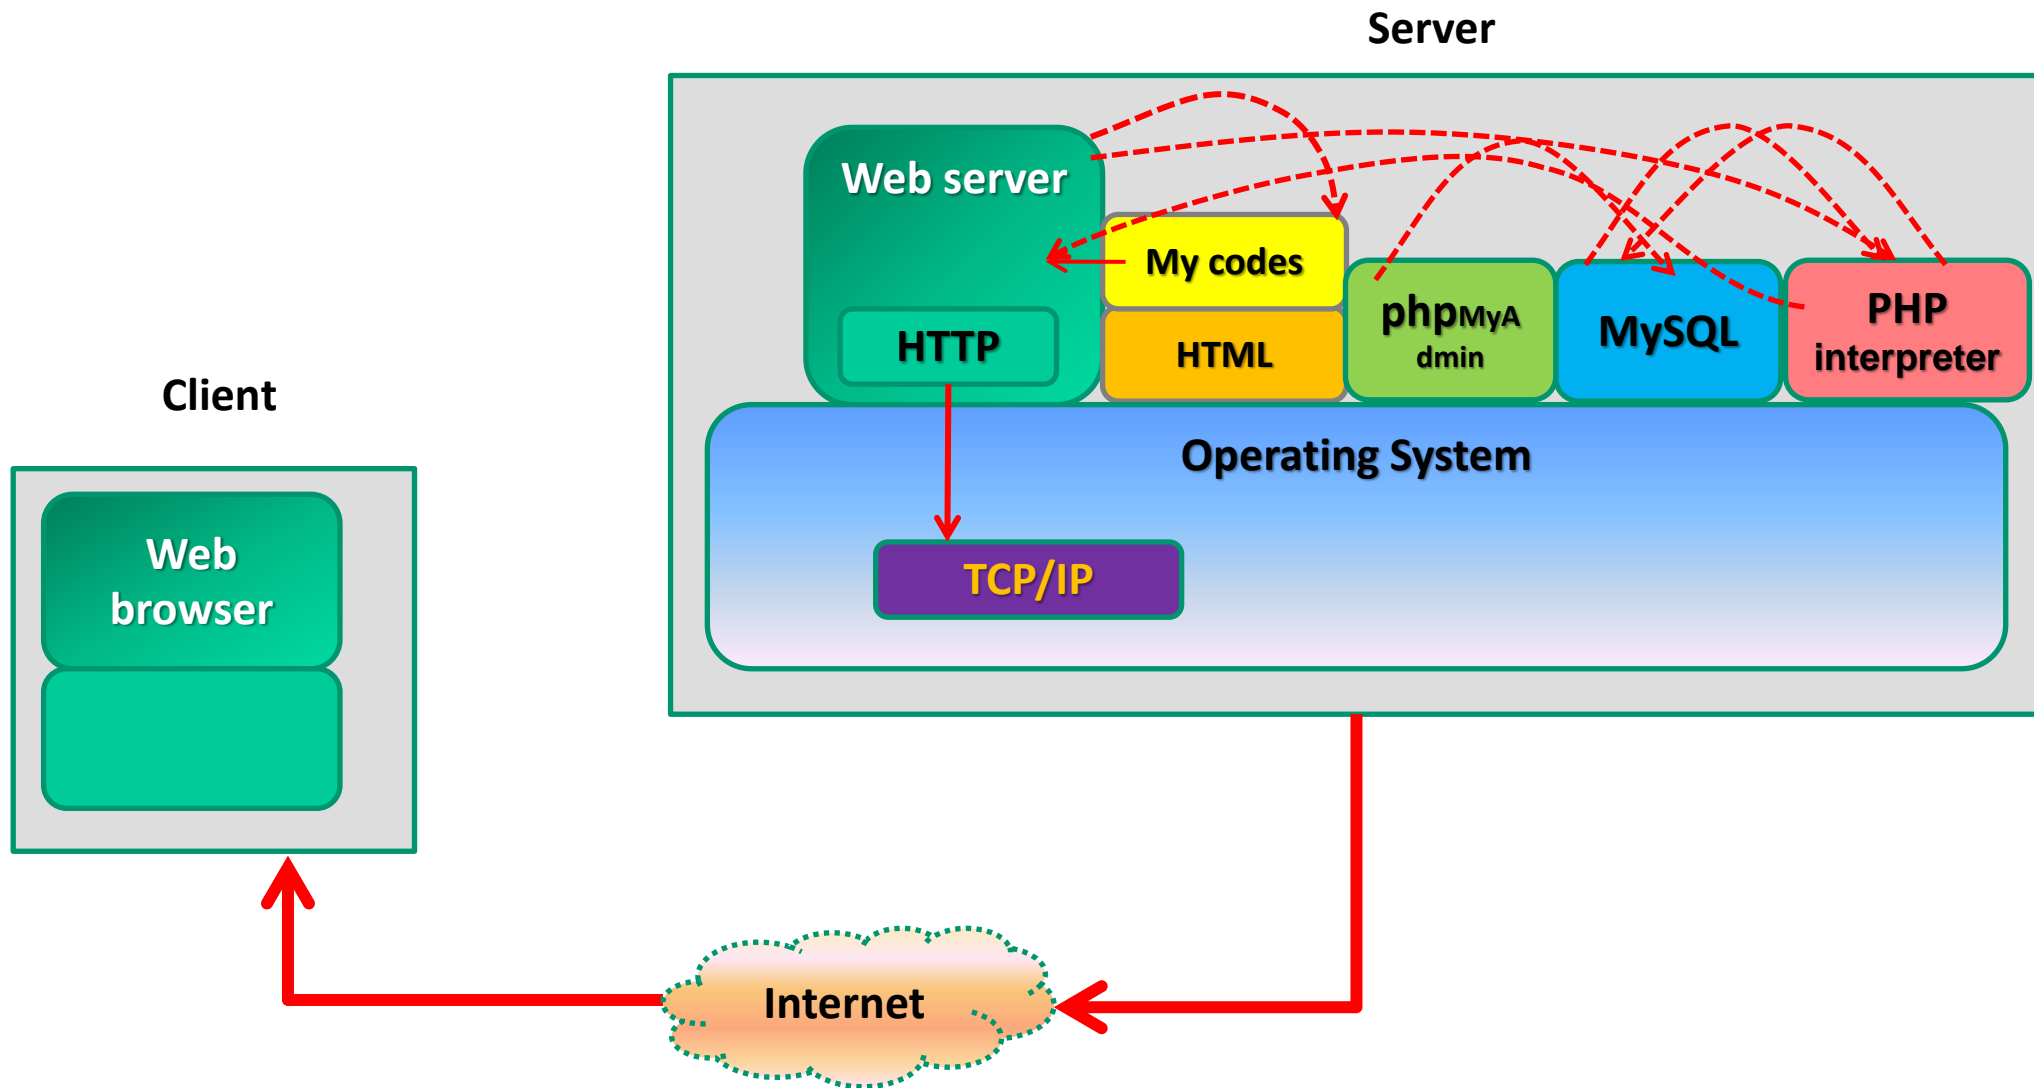 Server
Web server
My codes
HTTP
HTML
phpMyA
dmin
MySQL
PHP
interpreter
Operating System
TCP/IP
Client
Web
browser
Internet